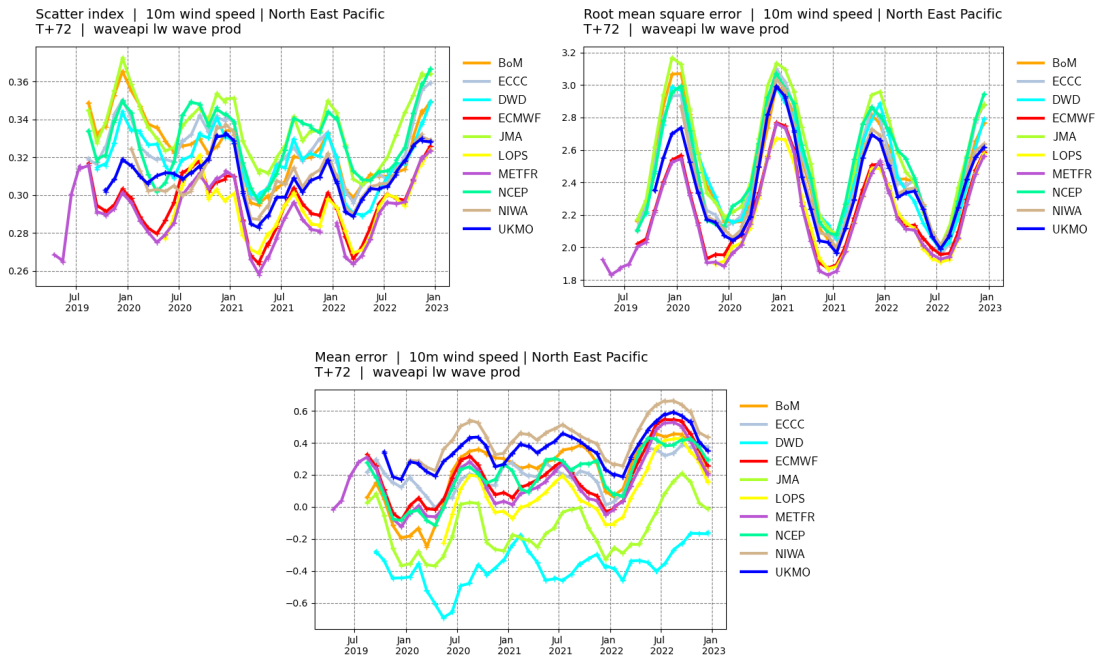 Scatter index | 10m wind speed | North East Pacific
T+72 | waveapi lw wave prod
0.36
0.34
0.32
0.30
0.28
0.26
Jul
2019
Jan
2020
Jul
2020
Jan
2021
Jul
2021
Jan
2022
Jul
2022
Jan
2023
BoM
ECCC
DWD
ECMWF
JMA
LOPS
METFR
NCEP
NIWA
UKMO
Root mean square error | 10m wind speed | North East Pacific
T+72 | waveapi lw wave prod
3.2
3.0
2.8
2.6
2.4
2.2
2.0
1.8
Jul
2019
Jan
2020
Jul
2020
Jan
2021
Jul
2021
Jan
2022
Jul
2022
Jan
2023
BoM
ECCC
DWD
ECMWF
JMA
LOPS
METFR
NCEP
NIWA
UKMO
Mean error | 10m wind speed | North East Pacific
T+72 | waveapi lw wave prod
0.6
0.4
0.2
0.0
−0.2
−0.4
−0.6
Jul
2019
Jan
2020
Jul
2020
Jan
2021
Jul
2021
Jan
2022
Jul
2022
Jan
2023
BoM
ECCC
DWD
ECMWF
JMA
LOPS
METFR
NCEP
NIWA
UKMO